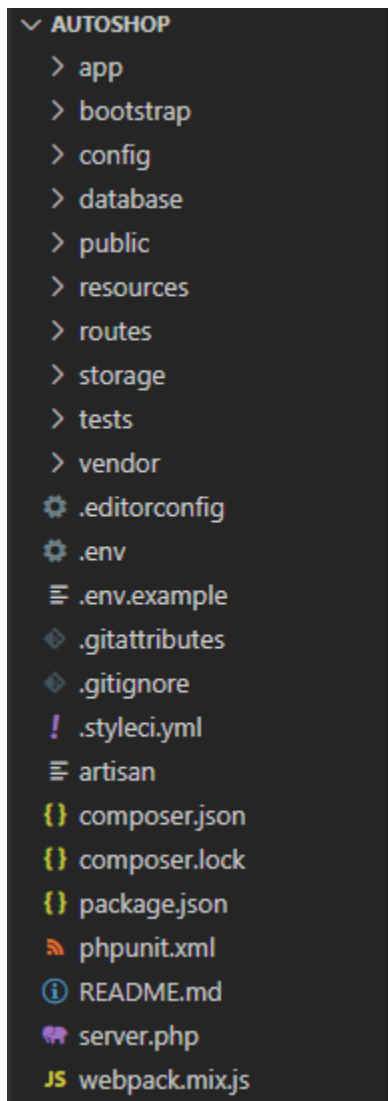 AUTOSHOP
app
bootstrap
config
database
public
resources
routes
storage
tests
vendor
.editorconfig
.env
.env.example
.gitattributes
.gitignore
! .styleci.yml
artisan
{} composer.json
{} composer.lock
{} package.json
phpunit.xml
README.md
server.php
JS webpack.mix.js